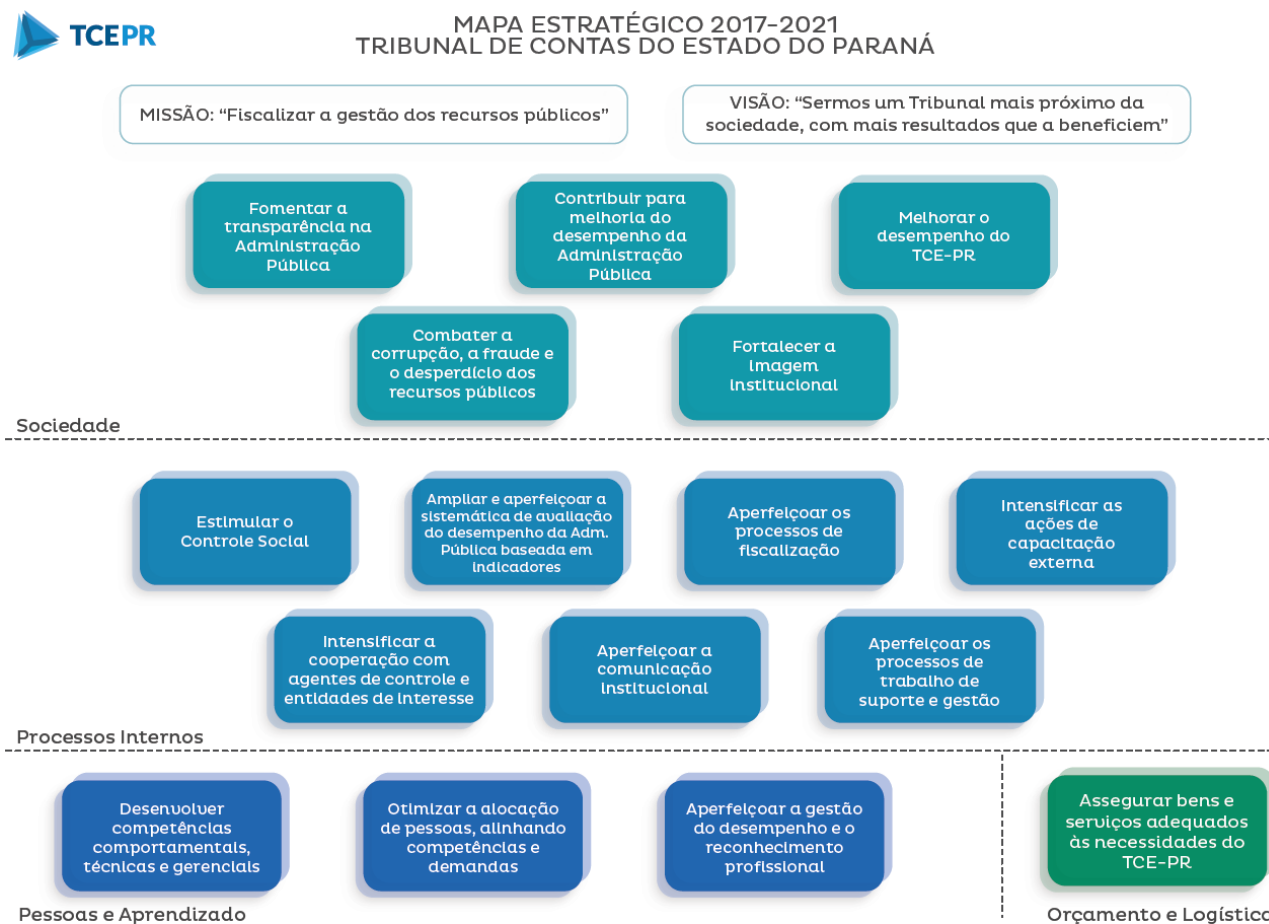 TCEPR
MAPA ESTRATÉGICO 2017-2021
TRIBUNAL DE CONTAS DO ESTADO DO PARANÁ
MISSÃO: “Fiscalizar a gestão dos recursos públicos”
VISÃO: “Sermos um Tribunal mais próximo da
sociedade, com mais resultados que a beneficiem”
Fomentar a
transparência na
Administração
Pública
Contribuir para
melhoria do
desempenho da
Administração
Pública
Melhorar o
desempenho do
TCE-PR
Combater a
corrupção, a fraude e
o desperdício dos
recursos públicos
Fortalecer a
imagem
institucional
Sociedade
Estimular o
Controle Social
Ampliar e aperfeiçoar a
sistemática de avaliação
do desempenho da Adm.
Pública baseada em
indicadores
Aperfeiçoar os
processos de
fiscalização
Intensificar as
ações de
capacitação
externa
Intensificar a
cooperação com
agentes de controle e
entidades de interesse
Aperfeiçoar a
comunicação
institucional
Aperfeiçoar os
processos de
trabalho de
suporte e gestão
Processos Internos
Desenvolver
competências
comportamentais,
técnicas e gerenciais
Otimizar a alocação
de pessoas, alinhando
competências e
demandas
Aperfeiçoar a gestão
do desempenho e o
reconhecimento
profissional
Assegurar bens e
serviços adequados
às necessidades do
TCE-PR
Pessoas e Aprendizado
Orçamento e Logística